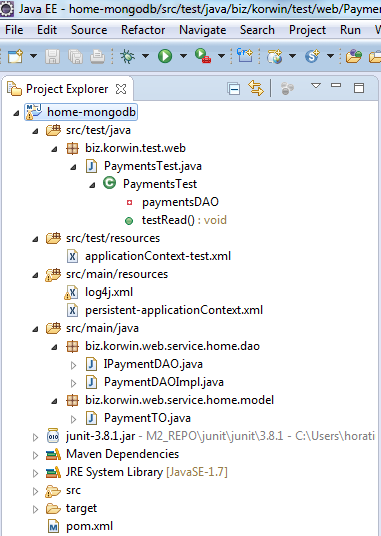 Java EE - home-mongodb/src/test/java/biz/korwin/test/web/Paymen
File Edit Source Refactor Navigate Search Project Run W
Project Explorer
home-mongodb
src/test/java
biz.korwin.test.web
PaymentsTest.java
PaymentsTest
paymentsDAO
testRead() : void
src/test/resources
applicationContext-test.xml
src/main/resources
log4j.xml
persistent-applicationContext.xml
src/main/java
biz.korwin.web.service.home.dao
IPaymentDAO.java
PaymentDAOImpl.java
biz.korwin.web.service.home.model
PaymentTO.java
junit-3.8.1.jar - M2_REPO\junit\junit\3.8.1 - C:\Users\horati
Maven Dependencies
JRE System Library [JavaSE-1.7]
src
target
pom.xml